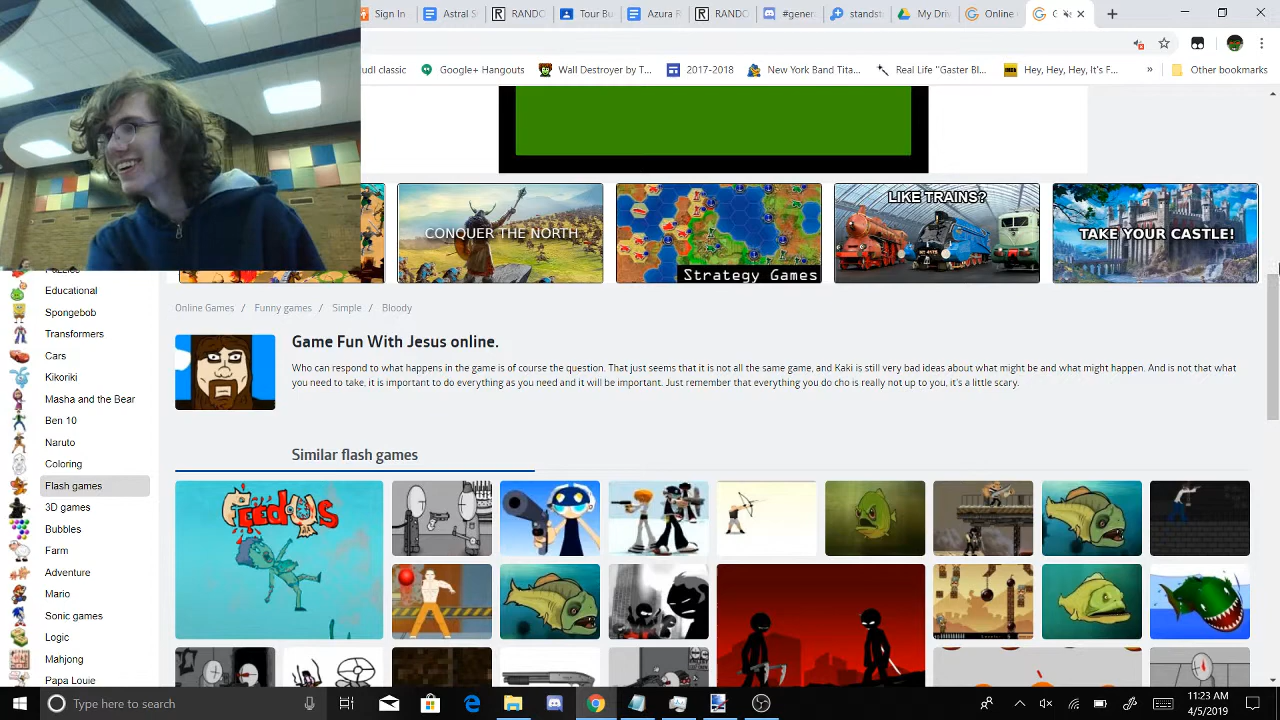 Sign In
Astral S
RANDO
Tour Bu
Azura R
RANDO
#gener
standst
My Driv
Online
G
udl classic
Google+ Hangouts
Wall Destroyer by T...
2017-2018
New York Band Tita...
Real Life "Gaster Bl...
Hey, Hey, Hey, It's F...
»
Other bookmarks
CONQUER THE NORTH
Strategy Games
LIKE TRAINS?
TAKE YOUR CASTLE!
Puzzles
Educational
Spongebob
Transformers
Cars
Kikoriki
Masha and the Bear
Ben 10
Naruto
Coloring
Flash games
3D games
Bubbles
Farm
Adventure
Mario
Sonic games
Logic
Mahjong
Papa Louie
Online Games / Funny games / Simple / Bloody
Game Fun With Jesus online.
Who can respond to what happens in the game is of course the question. That just seems that it is not all the same game, and Kaki is still very bad ideas about what might be and what might happen. And is not that what
you need to take, it is important to do everything as you need and it will be important. Just remember that everything you do cho is really not up to you, it's a little scary.
Similar flash games
FeedUs
Type here to search
11:23 AM
4/5/2019